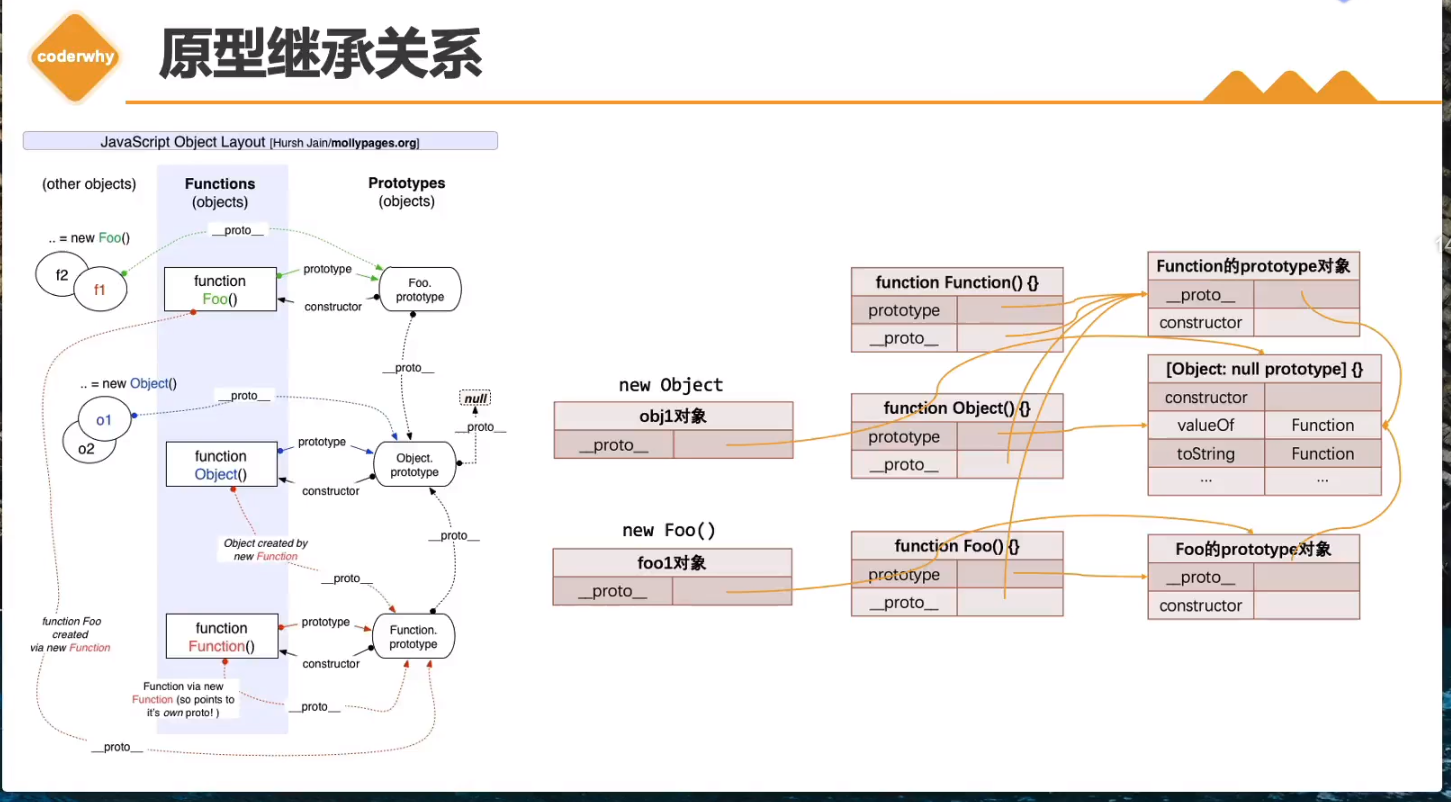 coderwhy
原型继承关系
JavaScript Object Layout [Hursh Jain/mollypages.org]
(other objects)
Functions
(objects)
Prototypes
(objects)
__proto__
.. = new Foo()
f2
f1
function
Foo()
prototype
constructor
Foo.
prototype
__proto__
.. = new Object()
__proto__
null
__proto__
o1
o2
function
Object()
prototype
constructor
Object.
prototype
Object created by
new Function
__proto__
__proto__
function Foo
created
via new Function
function
Function()
prototype
constructor
Function.
prototype
Function via new
Function (so points to
it's own proto! )
__proto__
__proto__
new Object
obj1对象
__proto__
new Foo()
foo1对象
__proto__
function Function() {}
prototype
__proto__
function Object() {}
prototype
__proto__
function Foo() {}
prototype
__proto__
Function的prototype对象
__proto__
constructor
[Object: null prototype] {}
constructor
valueOf Function
toString Function
... ...
Foo的prototype对象
__proto__
constructor